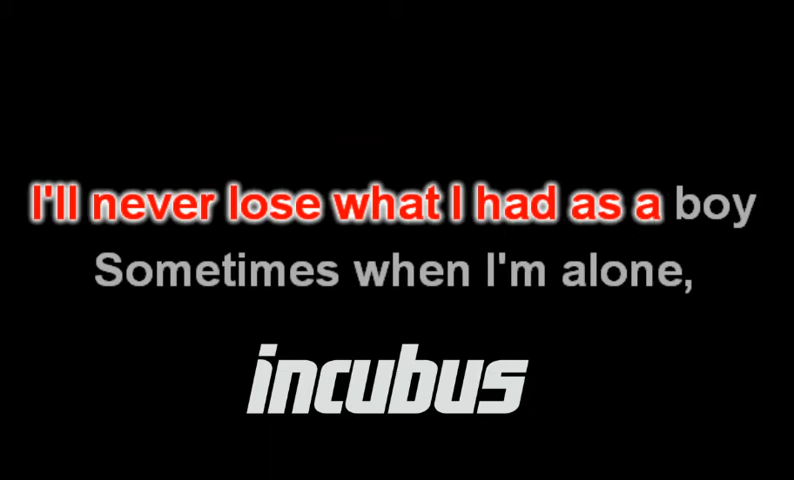 I'll never lose what I had as a boy
Sometimes when I'm alone,
incubus